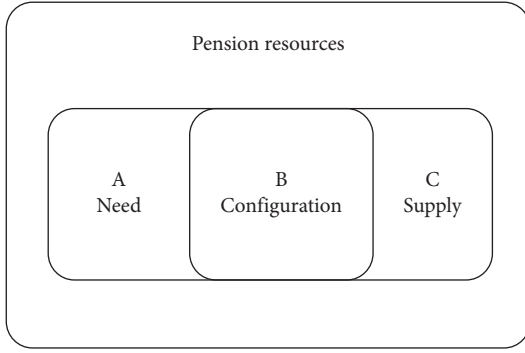 Pension resources
A
Need
B
Configuration
C
Supply